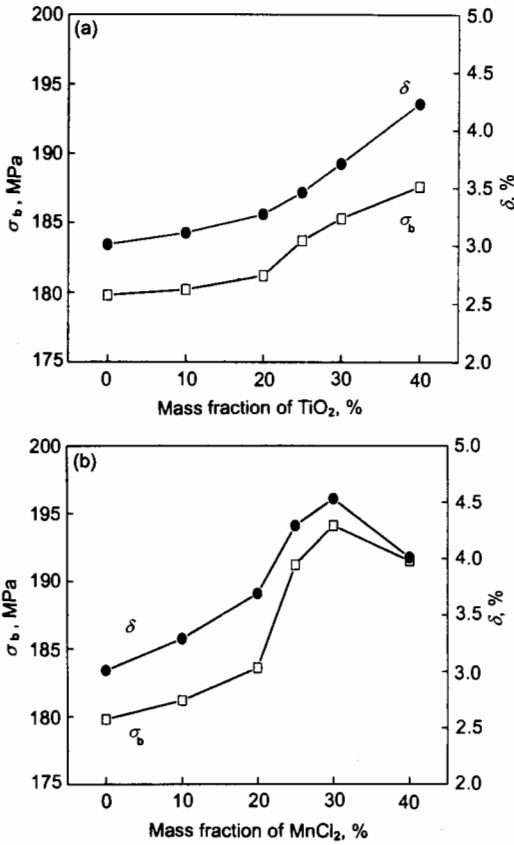 (a)
200
195
190
185
180
175
σb, MPa
5.0
4.5
4.0
3.5
3.0
2.5
2.0
δ, %
δ
σb
0 10 20 25 30 40
Mass fraction of TiO₂, %
(b)
200
195
190
185
180
175
σb, MPa
5.0
4.5
4.0
3.5
3.0
2.5
2.0
δ, %
δ
σb
0 10 20 30 40
Mass fraction of MnCl₂, %